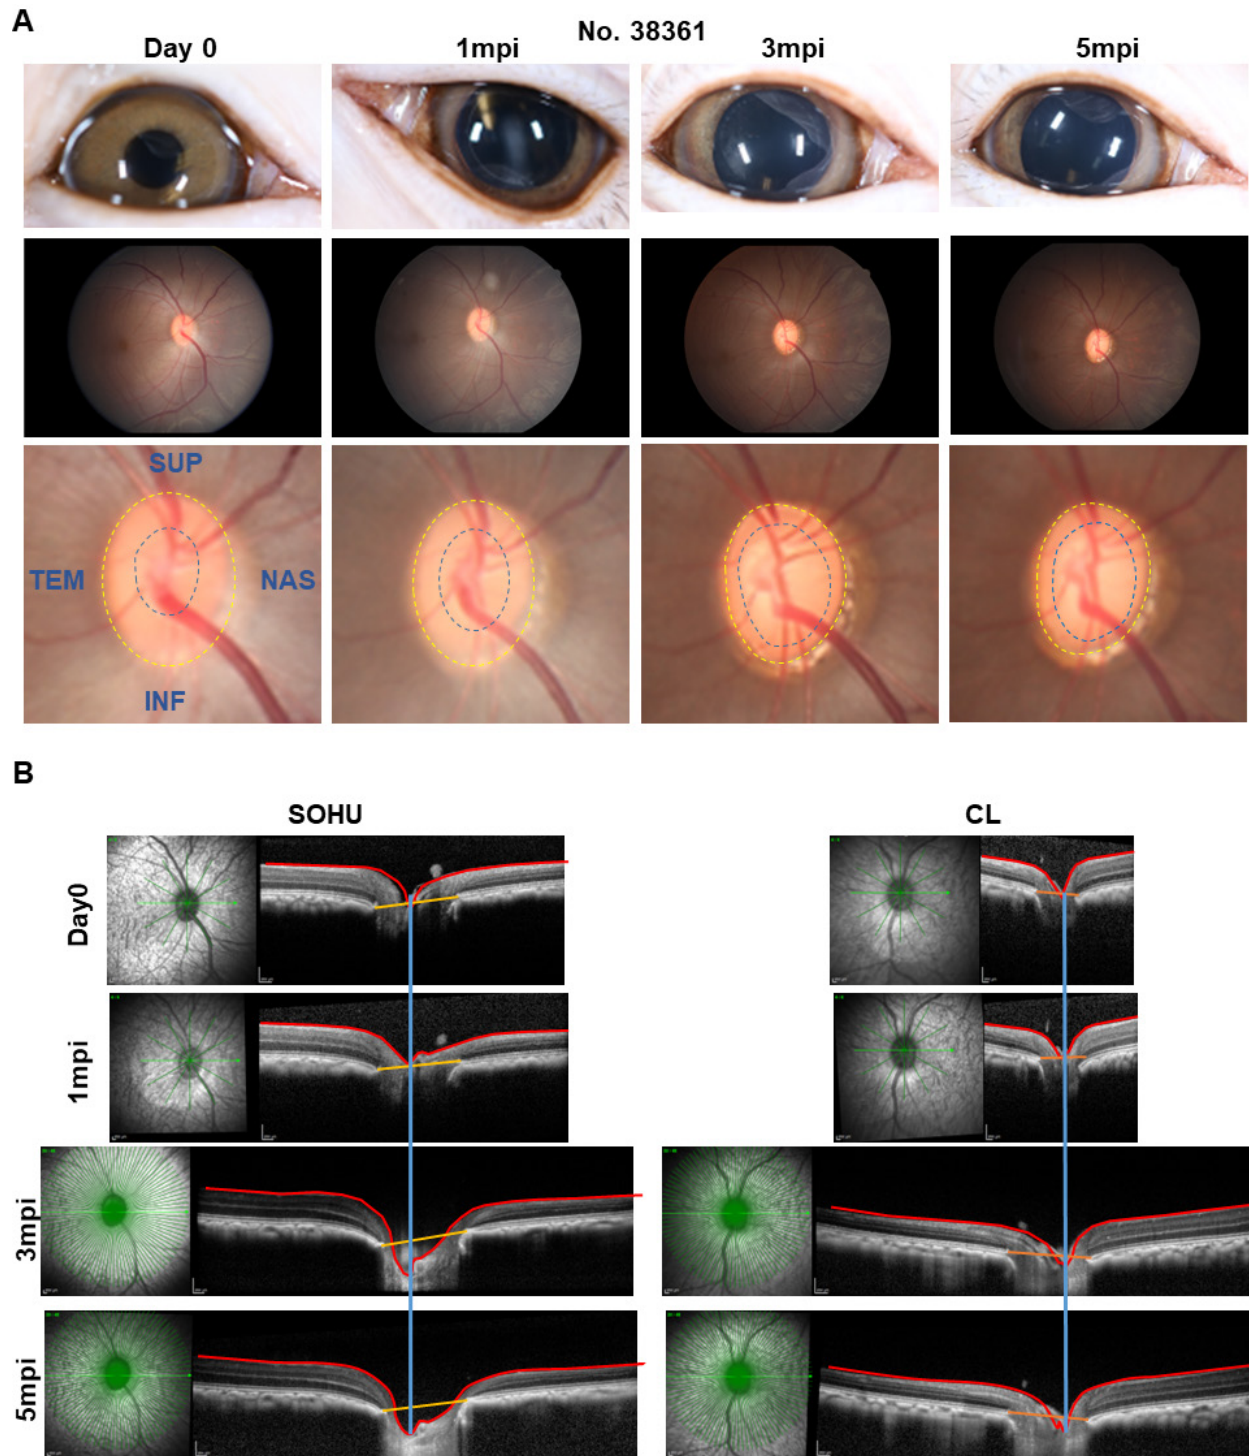 A
No. 38361
Day 0
1mpi
3mpi
5mpi
SUP
TEM
NAS
INF
B
SOHU
CL
Day0
1mpi
3mpi
5mpi